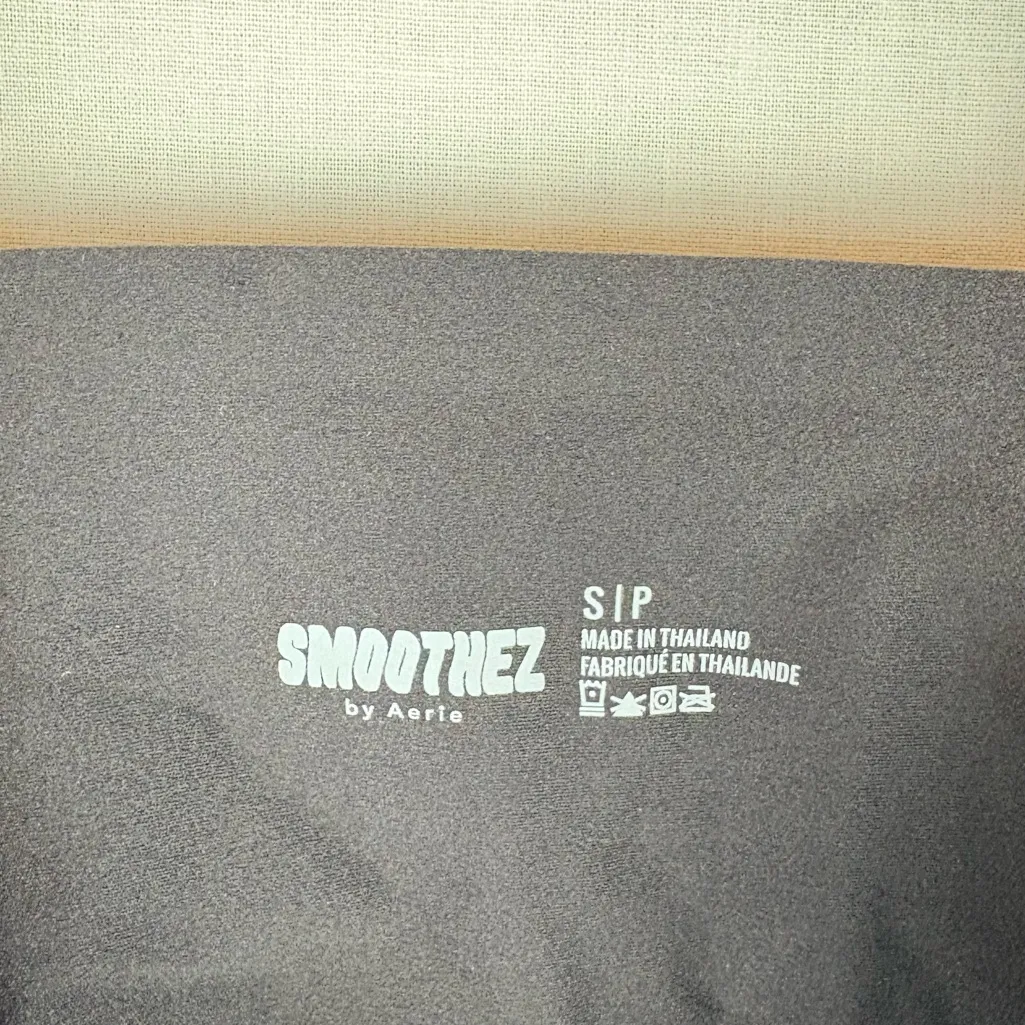 SMOOTHEZ
by Aerie
S|P
MADE IN THAILAND
FABRIQUÉ EN THAILANDE